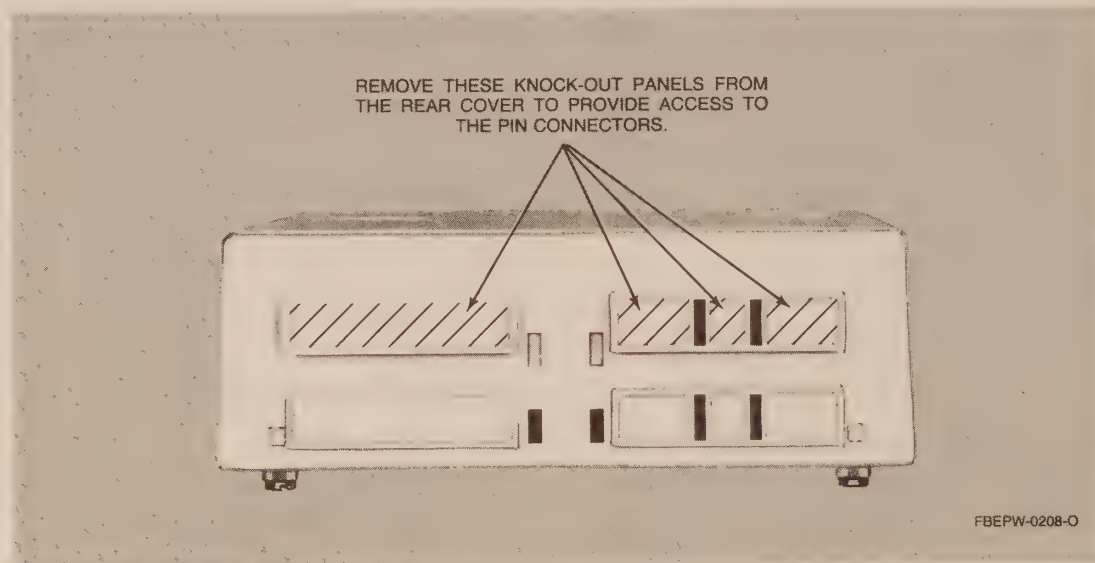 REMOVE THESE KNOCK-OUT PANELS FROM
THE REAR COVER TO PROVIDE ACCESS TO
THE PIN CONNECTORS.
FBEPW-0208-O